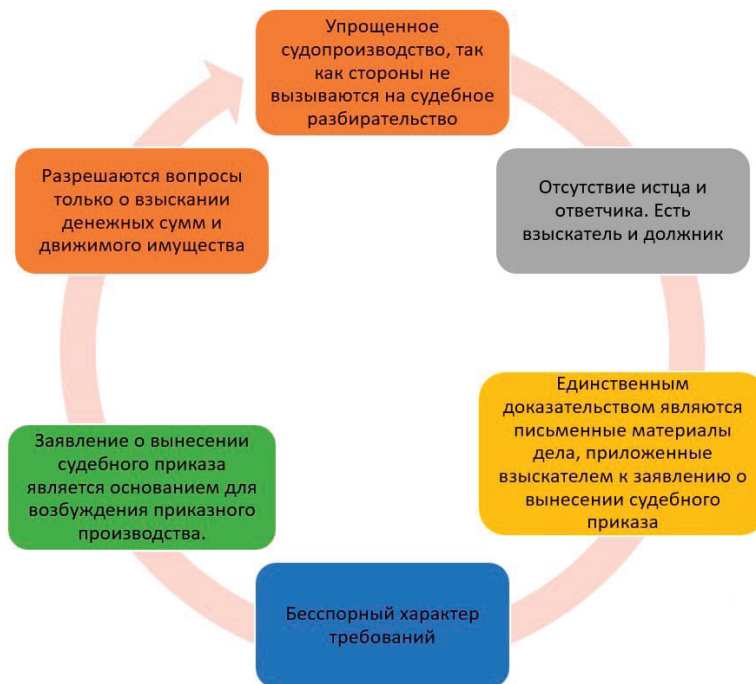 Упрощенное
судопроизводство, так
как стороны не
вызываются на судебное
разбирательство
Отсутствие истца и
ответчика. Есть
взыскатель и должник
Единственным
доказательством являются
письменные материалы
дела, приложенные
взыскателем к заявлению о
вынесении судебного
приказа
Бесспорный характер
требований
Заявление о вынесении
судебного приказа
является основанием для
возбуждения приказного
производства.
Разрешаются вопросы
только о взыскании
денежных сумм и
движимого имущества